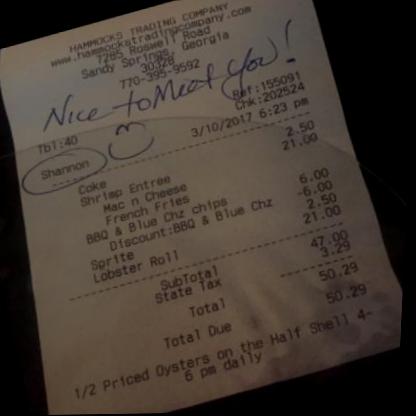 HAMMOCKS TRADING COMPANY
www.hammockstradingcompany.com
7285 Roswell Road
Sandy Springs, Georgia
30328
770-395-9592
Nice to Meet You!
Ref:155091
Tbl:40 Chk:202524
Shannon 3/10/2017 6:23 pm
Coke 2.50
Shrimp Entree 21.00
Mac n Cheese
French Fries
BBQ & Blue Chz chips 6.00
Discount:BBQ & Blue Chz -6.00
Sprite 2.50
Lobster Roll 21.00
SubTotal 47.00
State Tax 3.29
Total 50.29
Total Due 50.29
1/2 Priced Oysters on the Half Shell 4-
6 pm daily